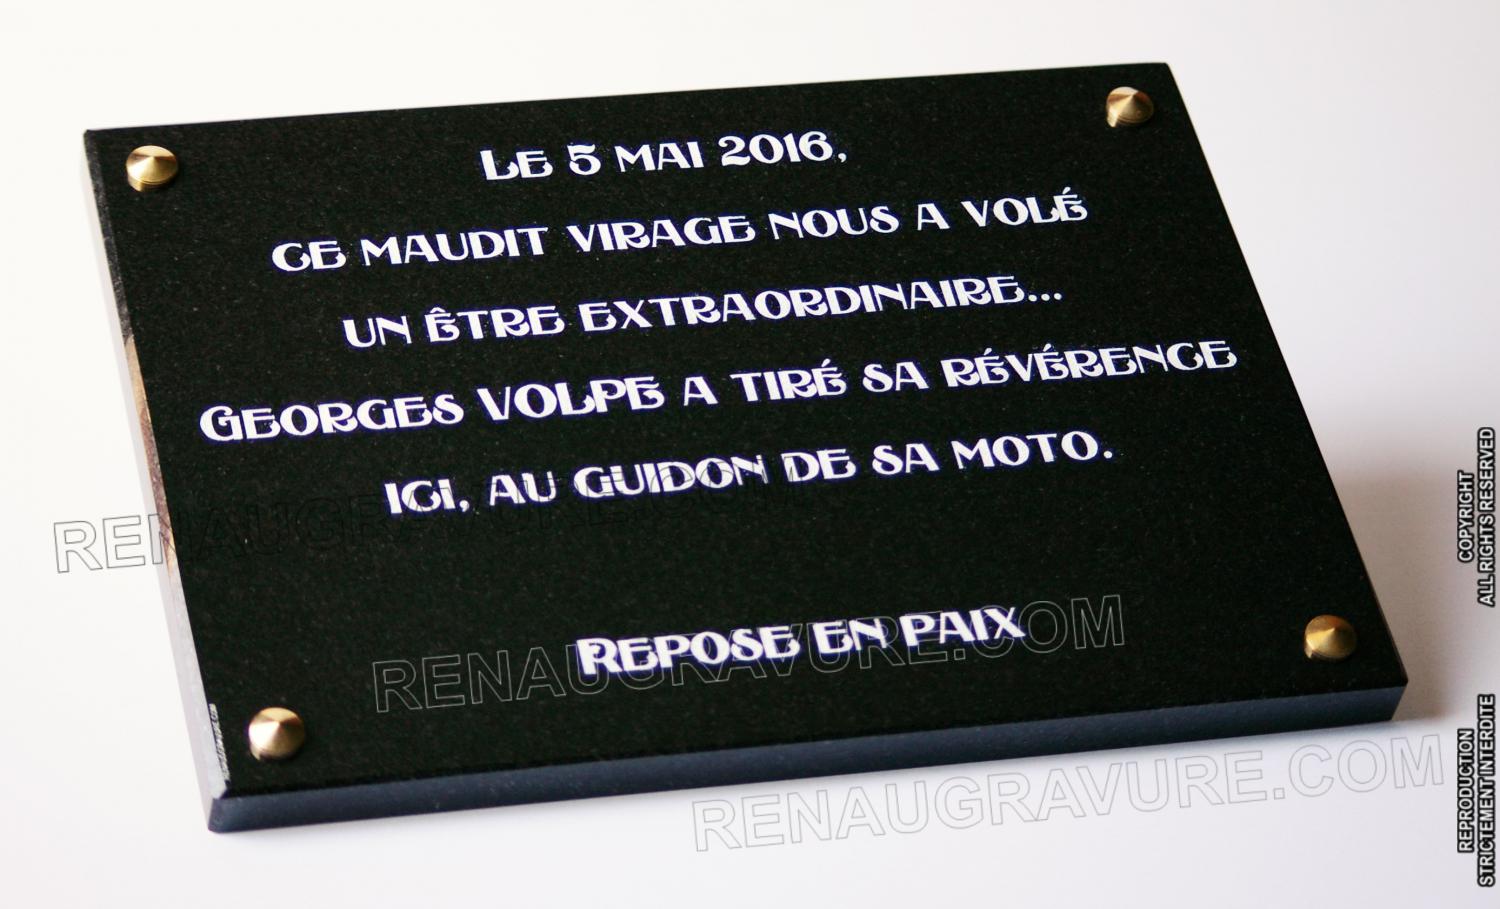 Le 5 mai 2016,
ce maudit virage nous a volé
un être extraordinaire...
Georges VOLPE a tiré sa révérence
ici, au guidon de sa moto.
Repose en paix
RENAUGRAVURE.COM
RENAUGRAVURE.COM
RENAUGRAVURE.COM
COPYRIGHT
ALL RIGHTS RESERVED
REPRODUCTION
STRICTEMENT INTERDITE